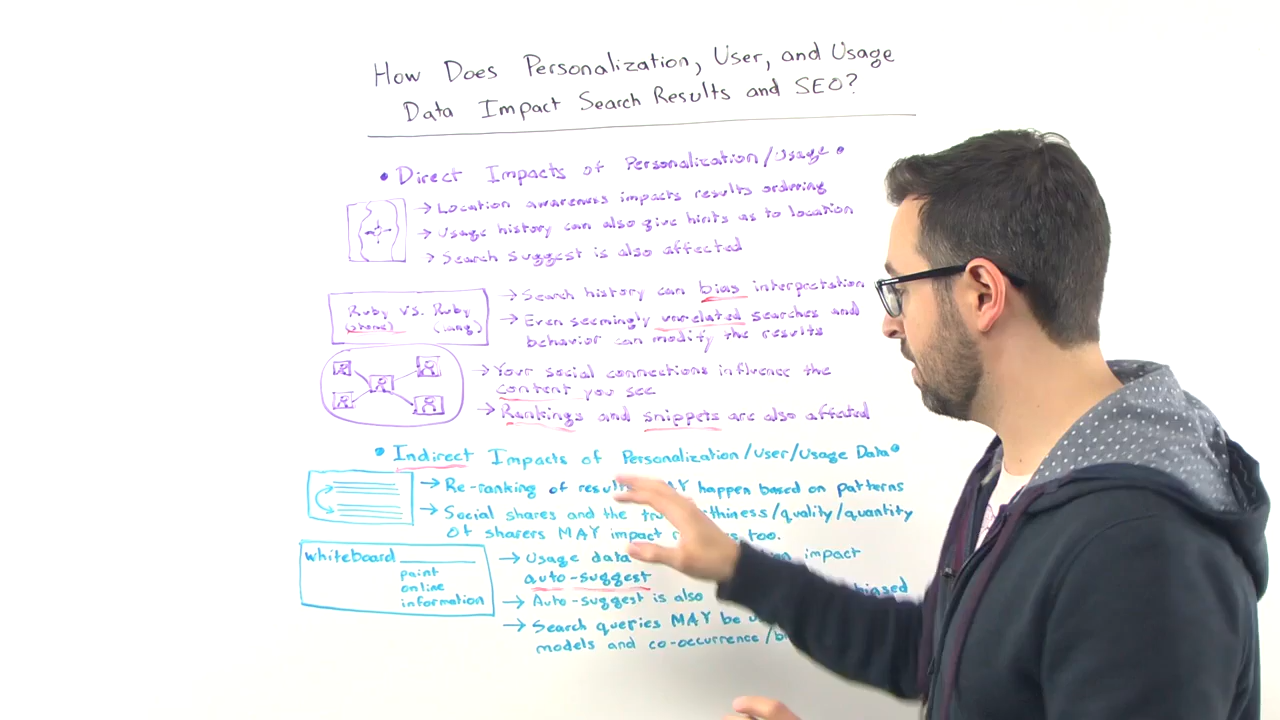 How Does Personalization, User, and Usage
Data Impact Search Results and SEO?
• Direct Impacts of Personalization/Usage •
→ Location awareness impacts results ordering
→ Usage history can also give hints as to location
→ Search Suggest is also affected
Ruby vs. Ruby
(stone) (lang)
→ Search history can bias interpretation
→ Even seemingly unrelated searches and
behavior can modify the results
→ Your social connections influence the
content you see
→ Rankings and snippets are also affected
• Indirect Impacts of Personalization/User/Usage Data •
→ Re-ranking of results MAY happen based on patterns
→ Social shares and the trustworthiness/quality/quantity
of sharers MAY impact too.
whiteboard
paint
online
information
→ Usage data impact
auto-suggest
→ Auto-suggest is also biased
→ Search queries MAY be
models and co-occurrence/